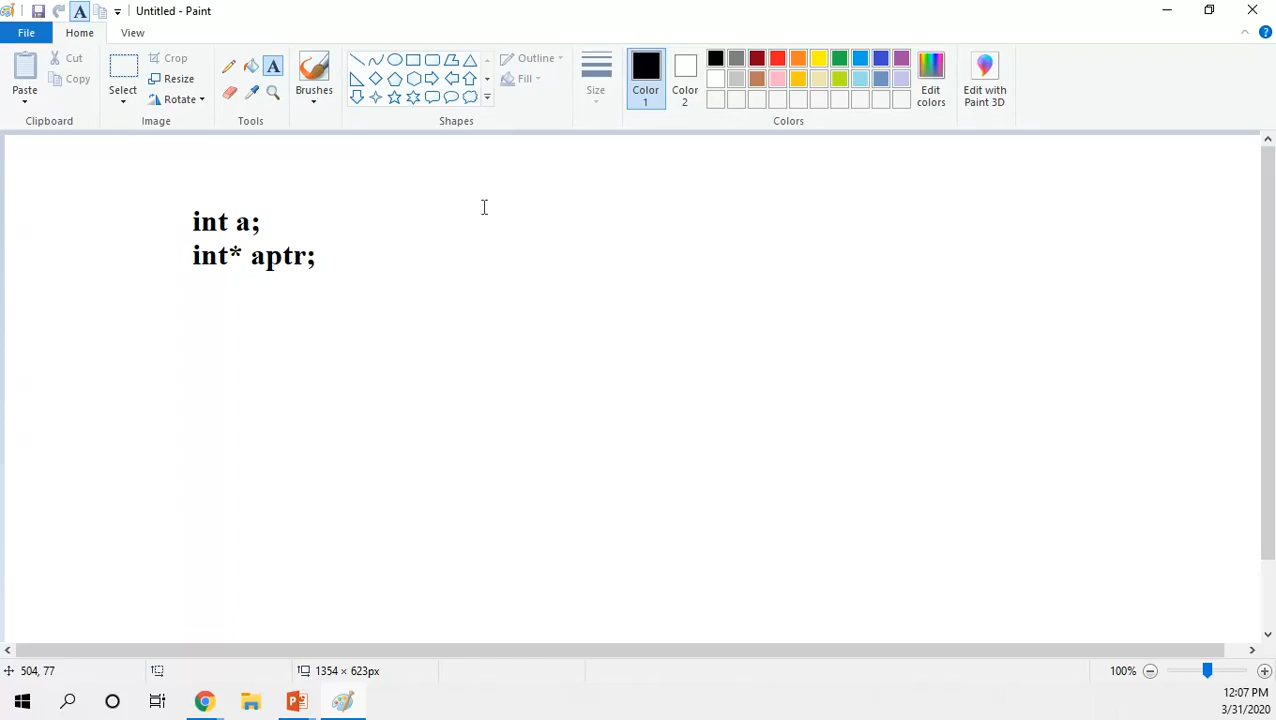 Untitled - Paint
File Home View
Paste
Cut
Copy
Clipboard
Select
Crop
Resize
Rotate
Image
A
Tools
Brushes
Shapes
Outline
Fill
Size
Color 1
Color 2
Edit colors
Colors
Edit with Paint 3D
int a;
int* aptr;
504, 77
1354 × 623px
100%
12:07 PM
3/31/2020